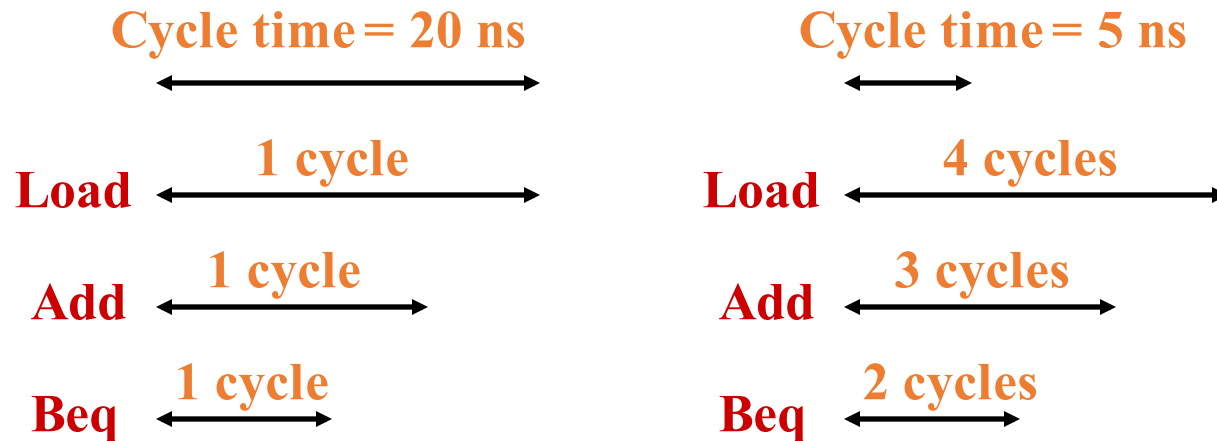 Cycle time = 20 ns
1 cycle
Load
1 cycle
Add
1 cycle
Beq
Cycle time = 5 ns
4 cycles
Load
3 cycles
Add
2 cycles
Beq